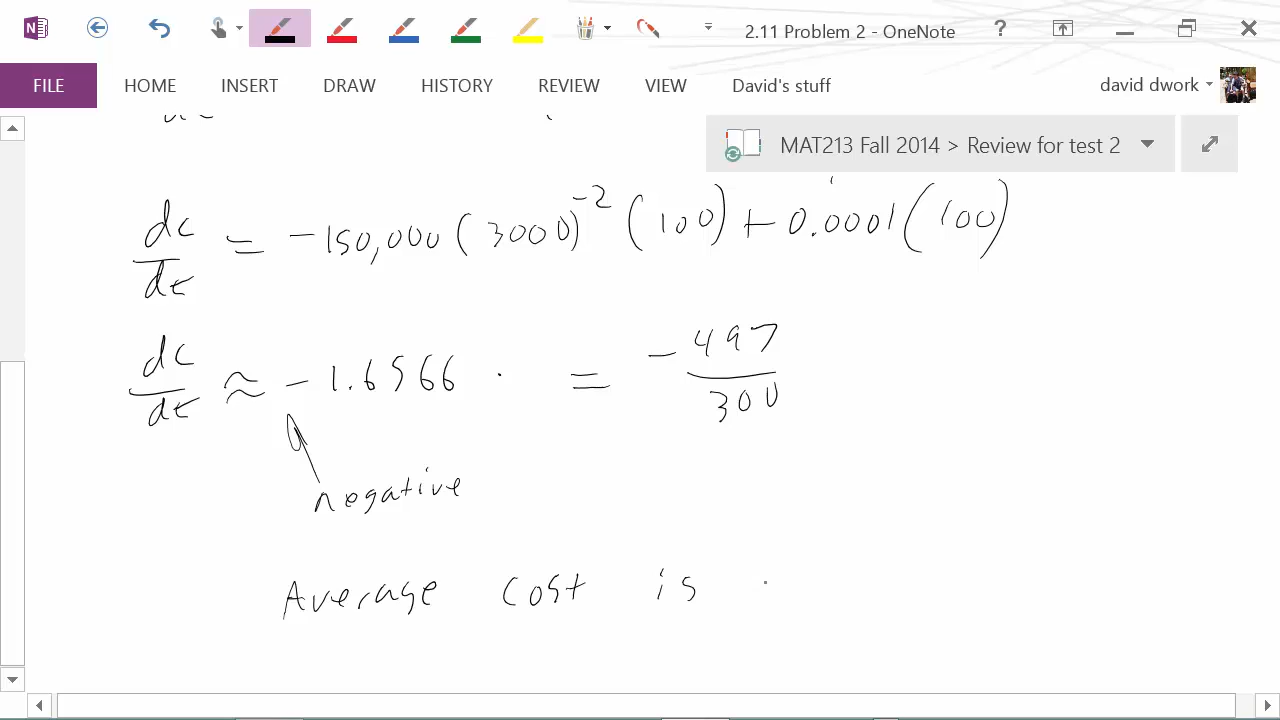 2.11 Problem 2 - OneNote
?
FILE HOME INSERT DRAW HISTORY REVIEW VIEW David's stuff david dwork
MAT213 Fall 2014 > Review for test 2
dc/dt = -150,000 (3000)^-2 (100) + 0.0001 (100)
dc/dt ≈ -1.6566 . = -497/300
negative
Average cost is